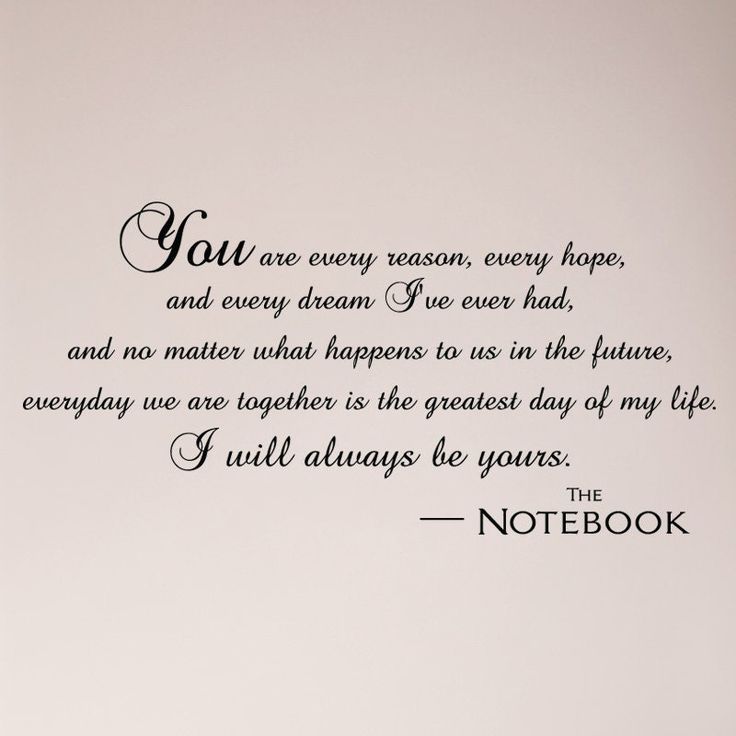 You are every reason, every hope,
and every dream I've ever had,
and no matter what happens to us in the future,
everyday we are together is the greatest day of my life.
I will always be yours.
THE
— NOTEBOOK